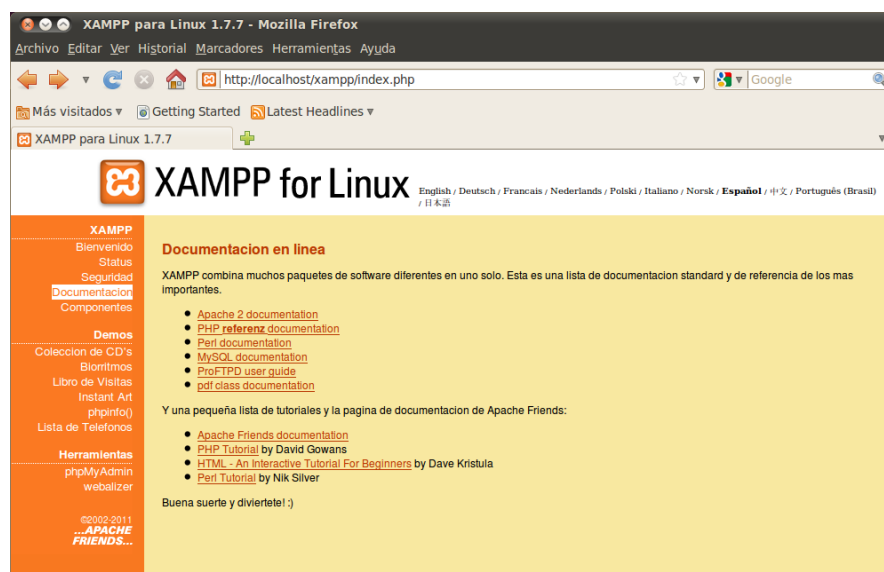 XAMPP para Linux 1.7.7 - Mozilla Firefox
Archivo Editar Ver Historial Marcadores Herramientas Ayuda
http://localhost/xampp/index.php
Google
Más visitados
Getting Started
Latest Headlines
XAMPP para Linux 1.7.7
XAMPP for Linux
English / Deutsch / Francais / Nederlands / Polski / Italiano / Norsk / Español / 中文 / Português (Brasil)
/ 日本語
XAMPP
Bienvenido
Status
Seguridad
Documentacion
Componentes
Demos
Coleccion de CD's
Biorritmos
Libro de Visitas
Instant Art
phpinfo()
Lista de Telefonos
Herramientas
phpMyAdmin
webalizer
©2002-2011
...APACHE
FRIENDS...
Documentacion en linea
XAMPP combina muchos paquetes de software diferentes en uno solo. Esta es una lista de documentacion standard y de referencia de los mas
importantes.
Apache 2 documentation
PHP referenz documentation
Perl documentation
MySQL documentation
ProFTPD user guide
pdf class documentation
Y una pequeña lista de tutoriales y la pagina de documentacion de Apache Friends:
Apache Friends documentation
PHP Tutorial by David Gowans
HTML - An Interactive Tutorial For Beginners by Dave Kristula
Perl Tutorial by Nik Silver
Buena suerte y diviertete! :)